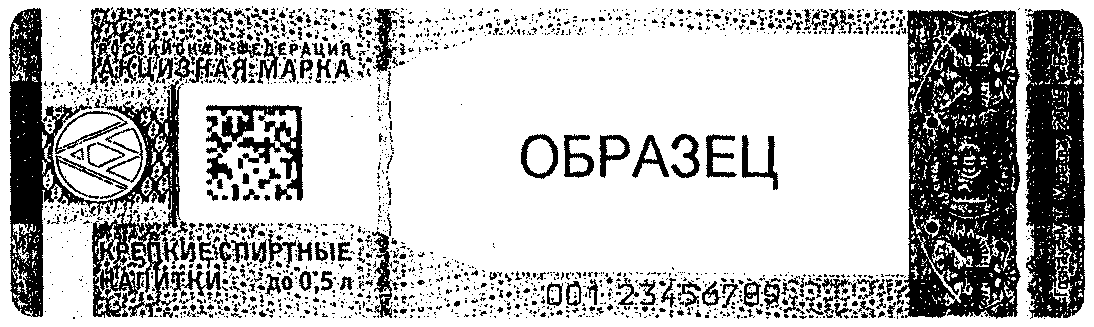 РОССИЙСКАЯ ФЕДЕРАЦИЯ
АКЦИЗНАЯ МАРКА
ОБРАЗЕЦ
КРЕПКИЕ СПИРТНЫЕ
НАПИТКИ до 0,5 л
001 23456789